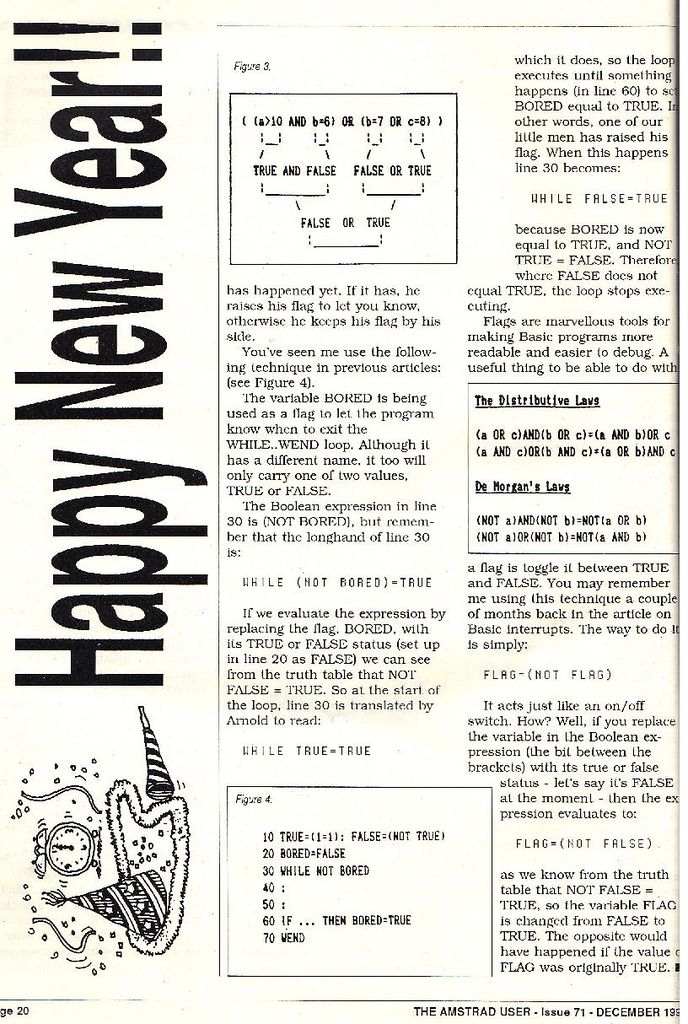 Happy New Year!!
Figure 3.
( (a>10 AND b=6) OR (b=7 OR c=8) )
TRUE AND FALSE FALSE OR TRUE
FALSE OR TRUE
has happened yet. If it has, he
raises his flag to let you know,
otherwise he keeps his flag by his
side.
You've seen me use the follow-
ing technique in previous articles:
(see Figure 4).
The variable BORED is being
used as a flag to let the program
know when to exit the
WHILE..WEND loop. Although it
has a different name, it too will
only carry one of two values,
TRUE or FALSE.
The Boolean expression in line
30 is (NOT BORED), but remem-
ber that the longhand of line 30
is:
WHILE (NOT BORED)=TRUE
If we evaluate the expression by
replacing the flag, BORED, with
its TRUE or FALSE status (set up
in line 20 as FALSE) we can see
from the truth table that NOT
FALSE = TRUE. So at the start of
the loop, line 30 is translated by
Arnold to read:
WHILE TRUE=TRUE
Figure 4.
10 TRUE=(1=1): FALSE=(NOT TRUE)
20 BORED=FALSE
30 WHILE NOT BORED
40 :
50 :
60 IF ... THEN BORED=TRUE
70 WEND
which it does, so the loop
executes until something
happens (in line 60) to
BORED equal to TRUE.
other words, one of our
little men has raised his
flag. When this happens
line 30 becomes:
WHILE FALSE=TRUE
because BORED is now
equal to TRUE, and NOT
TRUE = FALSE. Therefore
where FALSE does not
equal TRUE, the loop stops exe-
cuting.
Flags are marvellous tools for
making Basic programs more
readable and easier to debug. A
useful thing to be able to do with
The Distributive Laws
(a OR c)AND(b OR c)=(a AND b)OR c
(a AND c)OR(b AND c)=(a OR b)AND c
De Morgan's Laws
(NOT a)AND(NOT b)=NOT(a OR b)
(NOT a)OR(NOT b)=NOT(a AND b)
a flag is toggle it between TRUE
and FALSE. You may remember
me using this technique a couple
of months back in the article on
Basic interrupts. The way to do it
is simply:
FLAG=(NOT FLAG)
It acts just like an on/off
switch. How? Well, if you replace
the variable in the Boolean ex-
pression (the bit between the
brackets) with its true or false
status - let's say it's FALSE
at the moment - then the ex
pression evaluates to:
FLAG=(NOT FALSE)
as we know from the truth
table that NOT FALSE =
TRUE, so the variable FLAG
is changed from FALSE to
TRUE. The opposite would
have happened if the value
FLAG was originally TRUE.
ge 20
THE AMSTRAD USER - Issue 71 - DECEMBER 19